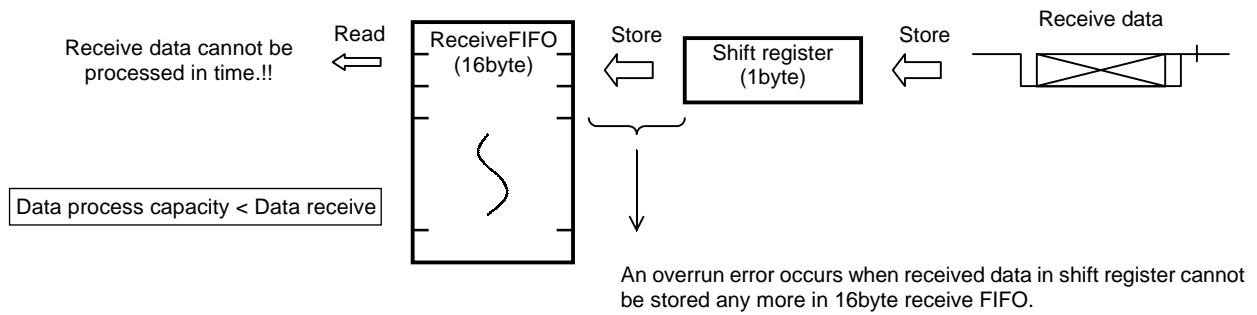 Receive data cannot be
processed in time.!!
Read
ReceiveFIFO
(16byte)
Store
Shift register
(1byte)
Store
Receive data
Data process capacity < Data receive
An overrun error occurs when received data in shift register cannot
be stored any more in 16byte receive FIFO.